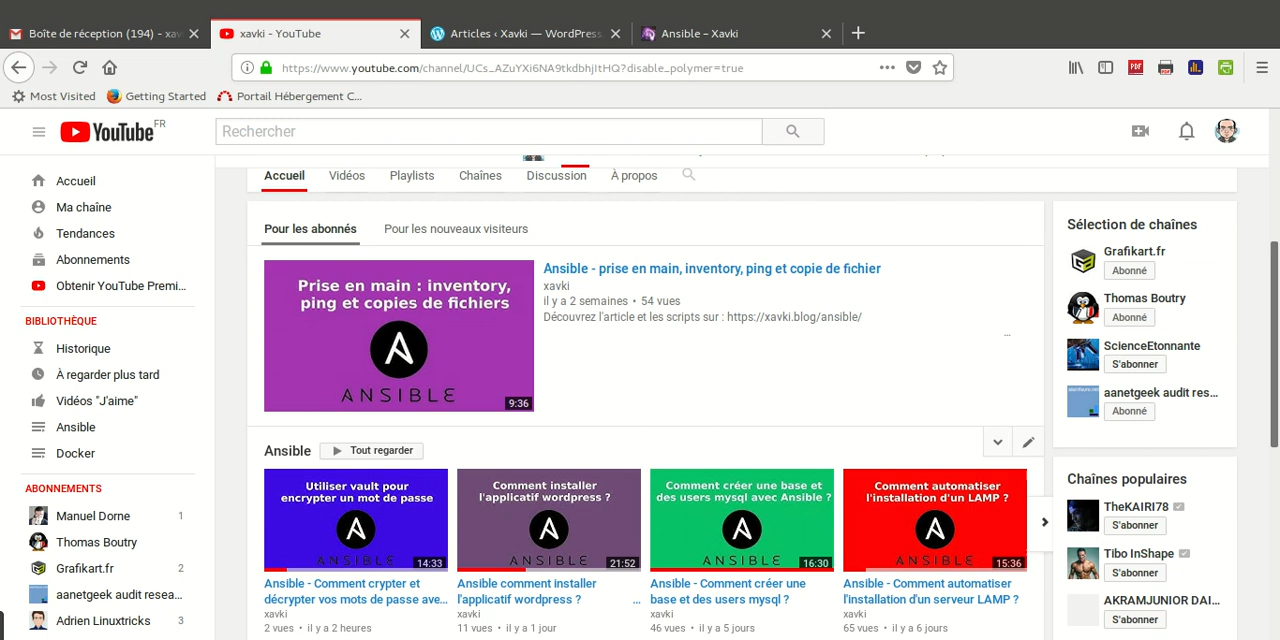 Boîte de réception (194) - xav
xavki - YouTube
Articles ‹ Xavki — WordPress
Ansible – Xavki
https://www.youtube.com/channel/UCs_AZuYXi6NA9tkdbhjItHQ?disable_polymer=true
Most Visited
Getting Started
Portail Hébergement C...
YouTube FR
Rechercher
Accueil
Ma chaîne
Tendances
Abonnements
Obtenir YouTube Premi...
BIBLIOTHÈQUE
Historique
À regarder plus tard
Vidéos "J'aime"
Ansible
Docker
ABONNEMENTS
Manuel Dorne 1
Thomas Boutry
Grafikart.fr 2
aanetgeek audit resea...
Adrien Linuxtricks 3
Accueil Vidéos Playlists Chaînes Discussion À propos
Pour les abonnés Pour les nouveaux visiteurs
Prise en main : inventory,
ping et copies de fichiers
ANSIBLE
9:36
Ansible - prise en main, inventory, ping et copie de fichier
xavki
il y a 2 semaines • 54 vues
Découvrez l'article et les scripts sur : https://xavki.blog/ansible/
...
Ansible Tout regarder
Utiliser vault pour
encrypter un mot de passe
ANSIBLE
14:33
Ansible - Comment crypter et
décrypter vos mots de passe ave...
xavki
2 vues • il y a 2 heures
Comment installer
l'applicatif wordpress ?
ANSIBLE
21:52
Ansible comment installer
l'applicatif wordpress ? ...
xavki
11 vues • il y a 1 jour
Comment créer une base et
des users mysql avec Ansible ?
ANSIBLE
16:30
Ansible - Comment créer une
base et des users mysql ?
xavki
46 vues • il y a 5 jours
Comment automatiser
l'installation d'un LAMP ?
ANSIBLE
15:36
Ansible - Comment automatiser
l'installation d'un serveur LAMP ?
xavki
65 vues • il y a 6 jours
Sélection de chaînes
Grafikart.fr
Abonné
Thomas Boutry
Abonné
ScienceEtonnante
S'abonner
aanetgeek audit res...
Abonné
Chaînes populaires
TheKAIRI78
S'abonner
Tibo InShape
S'abonner
AKRAMJUNIOR DAI...
S'abonner